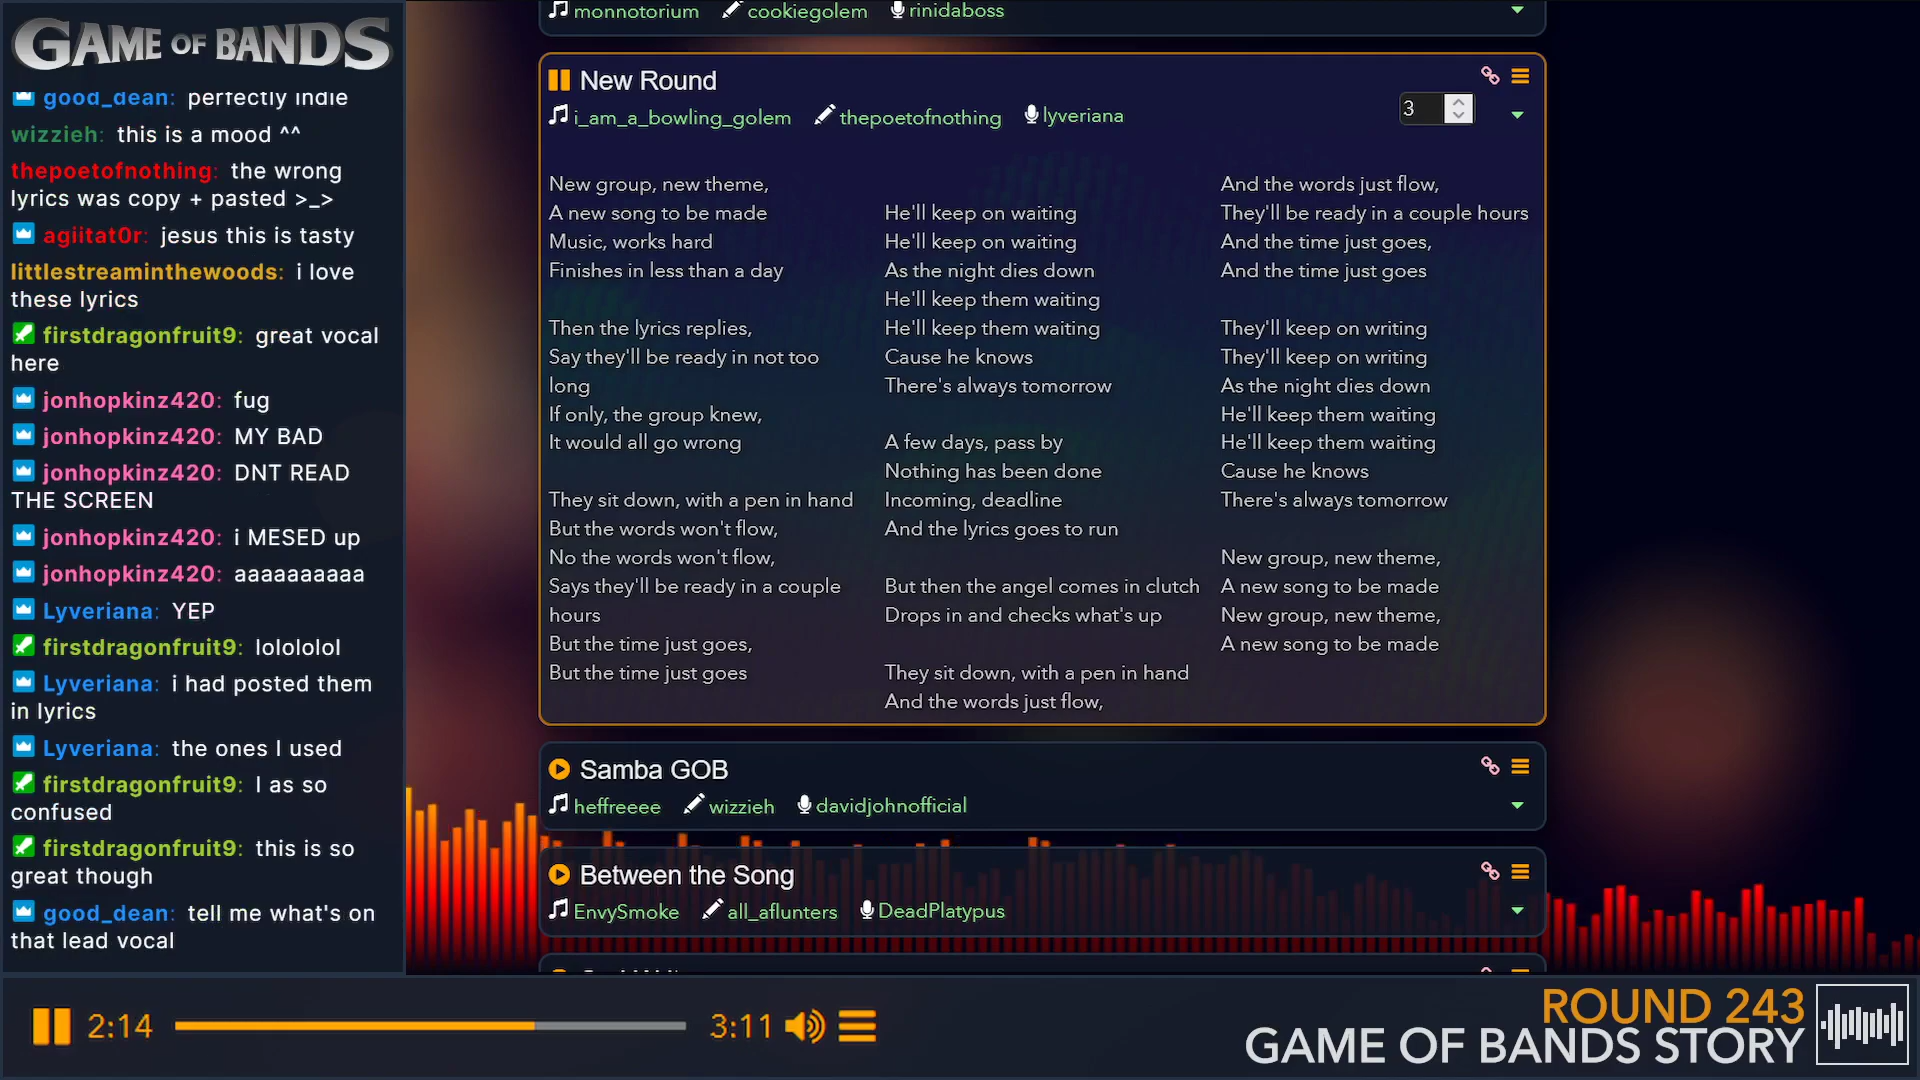 GAME OF BANDS
good_dean: perfectly indie
wizzieh: this is a mood ^^
thepoetofnothing: the wrong
lyrics was copy + pasted >_>
agiitat0r: jesus this is tasty
littlestreaminthewoods: i love
these lyrics
firstdragonfruit9: great vocal
here
jonhopkinz420: fug
jonhopkinz420: MY BAD
jonhopkinz420: DNT READ
THE SCREEN
jonhopkinz420: i MESED up
jonhopkinz420: aaaaaaaaaa
Lyveriana: YEP
firstdragonfruit9: lolololol
Lyveriana: i had posted them
in lyrics
Lyveriana: the ones I used
firstdragonfruit9: I as so
confused
firstdragonfruit9: this is so
great though
good_dean: tell me what's on
that lead vocal
monnotorium cookiegolem rinidaboss
New Round
i_am_a_bowling_golem thepoetofnothing lyveriana
3
New group, new theme,
A new song to be made
Music, works hard
Finishes in less than a day
Then the lyrics replies,
Say they'll be ready in not too
long
If only, the group knew,
It would all go wrong
They sit down, with a pen in hand
But the words won't flow,
No the words won't flow,
Says they'll be ready in a couple
hours
But the time just goes,
But the time just goes
He'll keep on waiting
He'll keep on waiting
As the night dies down
He'll keep them waiting
He'll keep them waiting
Cause he knows
There's always tomorrow
A few days, pass by
Nothing has been done
Incoming, deadline
And the lyrics goes to run
But then the angel comes in clutch
Drops in and checks what's up
They sit down, with a pen in hand
And the words just flow,
And the words just flow,
They'll be ready in a couple hours
And the time just goes,
And the time just goes
They'll keep on writing
They'll keep on writing
As the night dies down
He'll keep them waiting
He'll keep them waiting
Cause he knows
There's always tomorrow
New group, new theme,
A new song to be made
New group, new theme,
A new song to be made
Samba GOB
heffreeee wizzieh davidjohnofficial
Between the Song
EnvySmoke all_aflunters DeadPlatypus
2:14
3:11
ROUND 243
GAME OF BANDS STORY